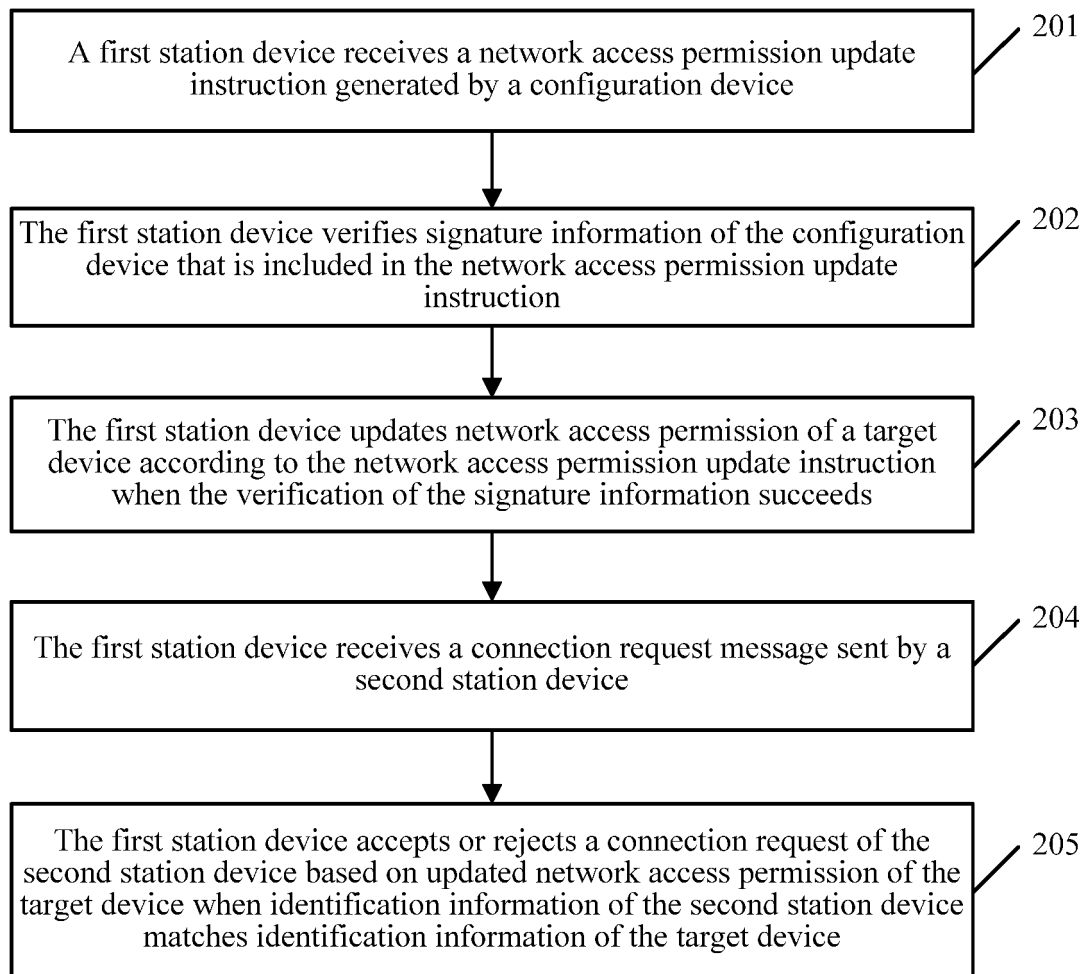 201
A first station device receives a network access permission update
instruction generated by a configuration device
202
The first station device verifies signature information of the configuration
device that is included in the network access permission update
instruction
203
The first station device updates network access permission of a target
device according to the network access permission update instruction
when the verification of the signature information succeeds
204
The first station device receives a connection request message sent by a
second station device
205
The first station device accepts or rejects a connection request of the
second station device based on updated network access permission of the
target device when identification information of the second station device
matches identification information of the target device